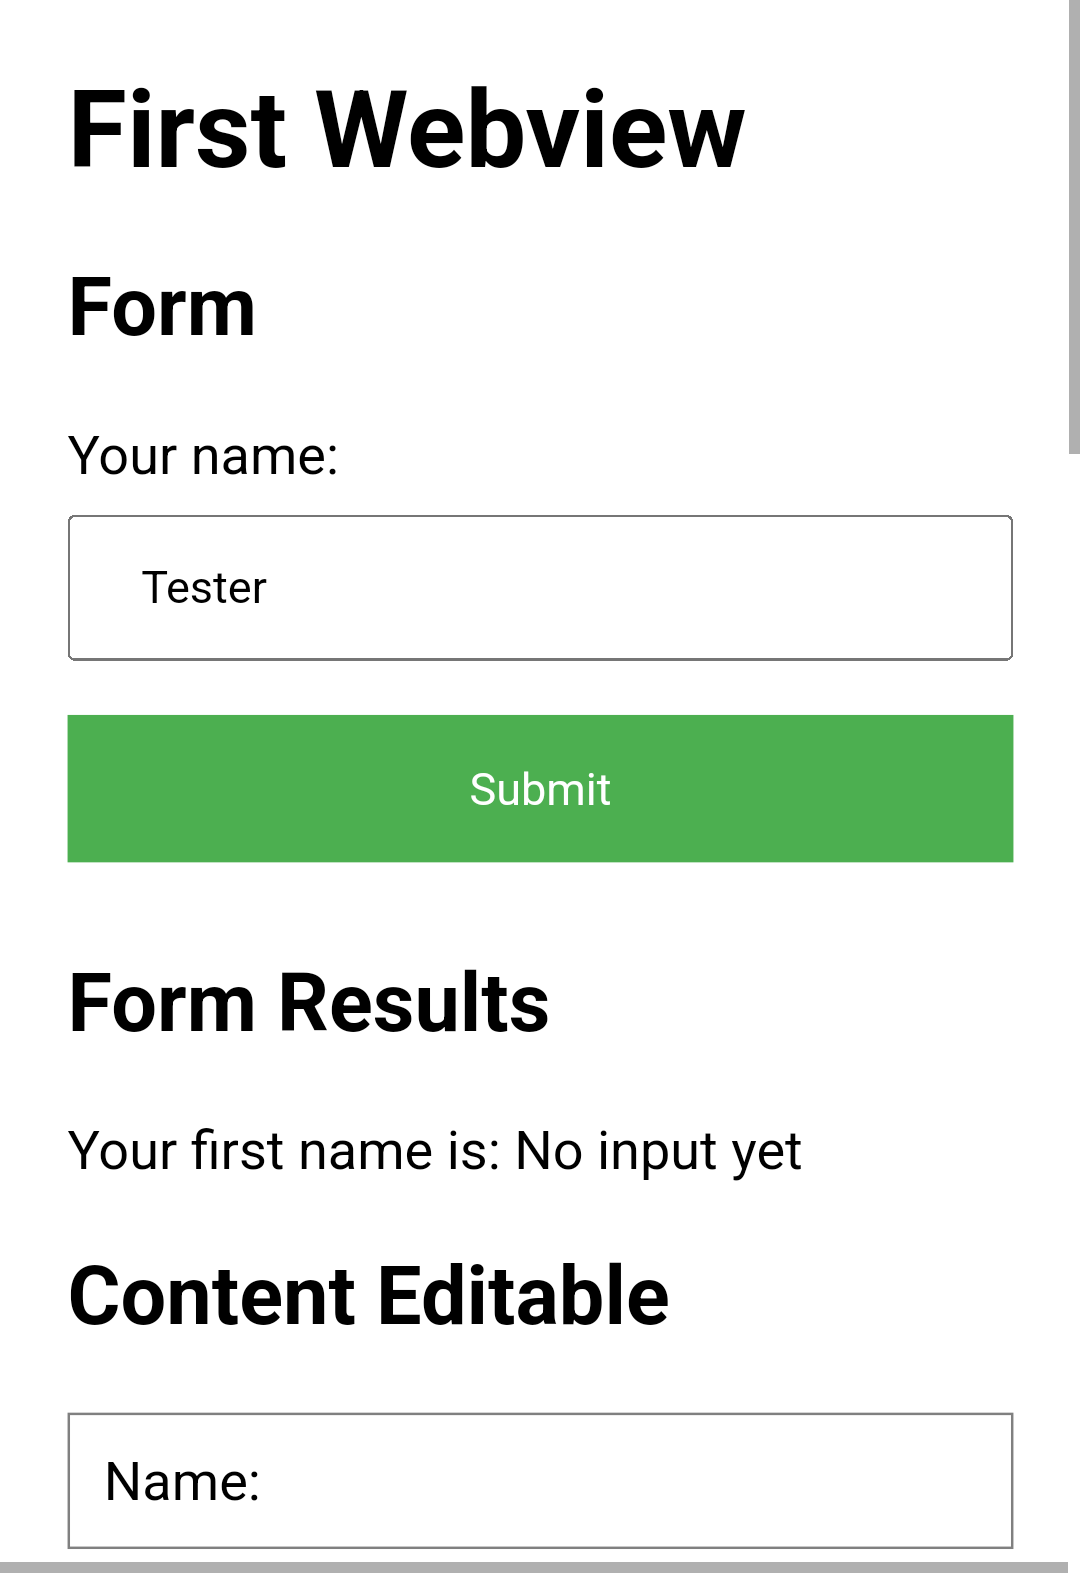 First Webview
Form
Your name:
Tester
Submit
Form Results
Your first name is: No input yet
Content Editable
Name: